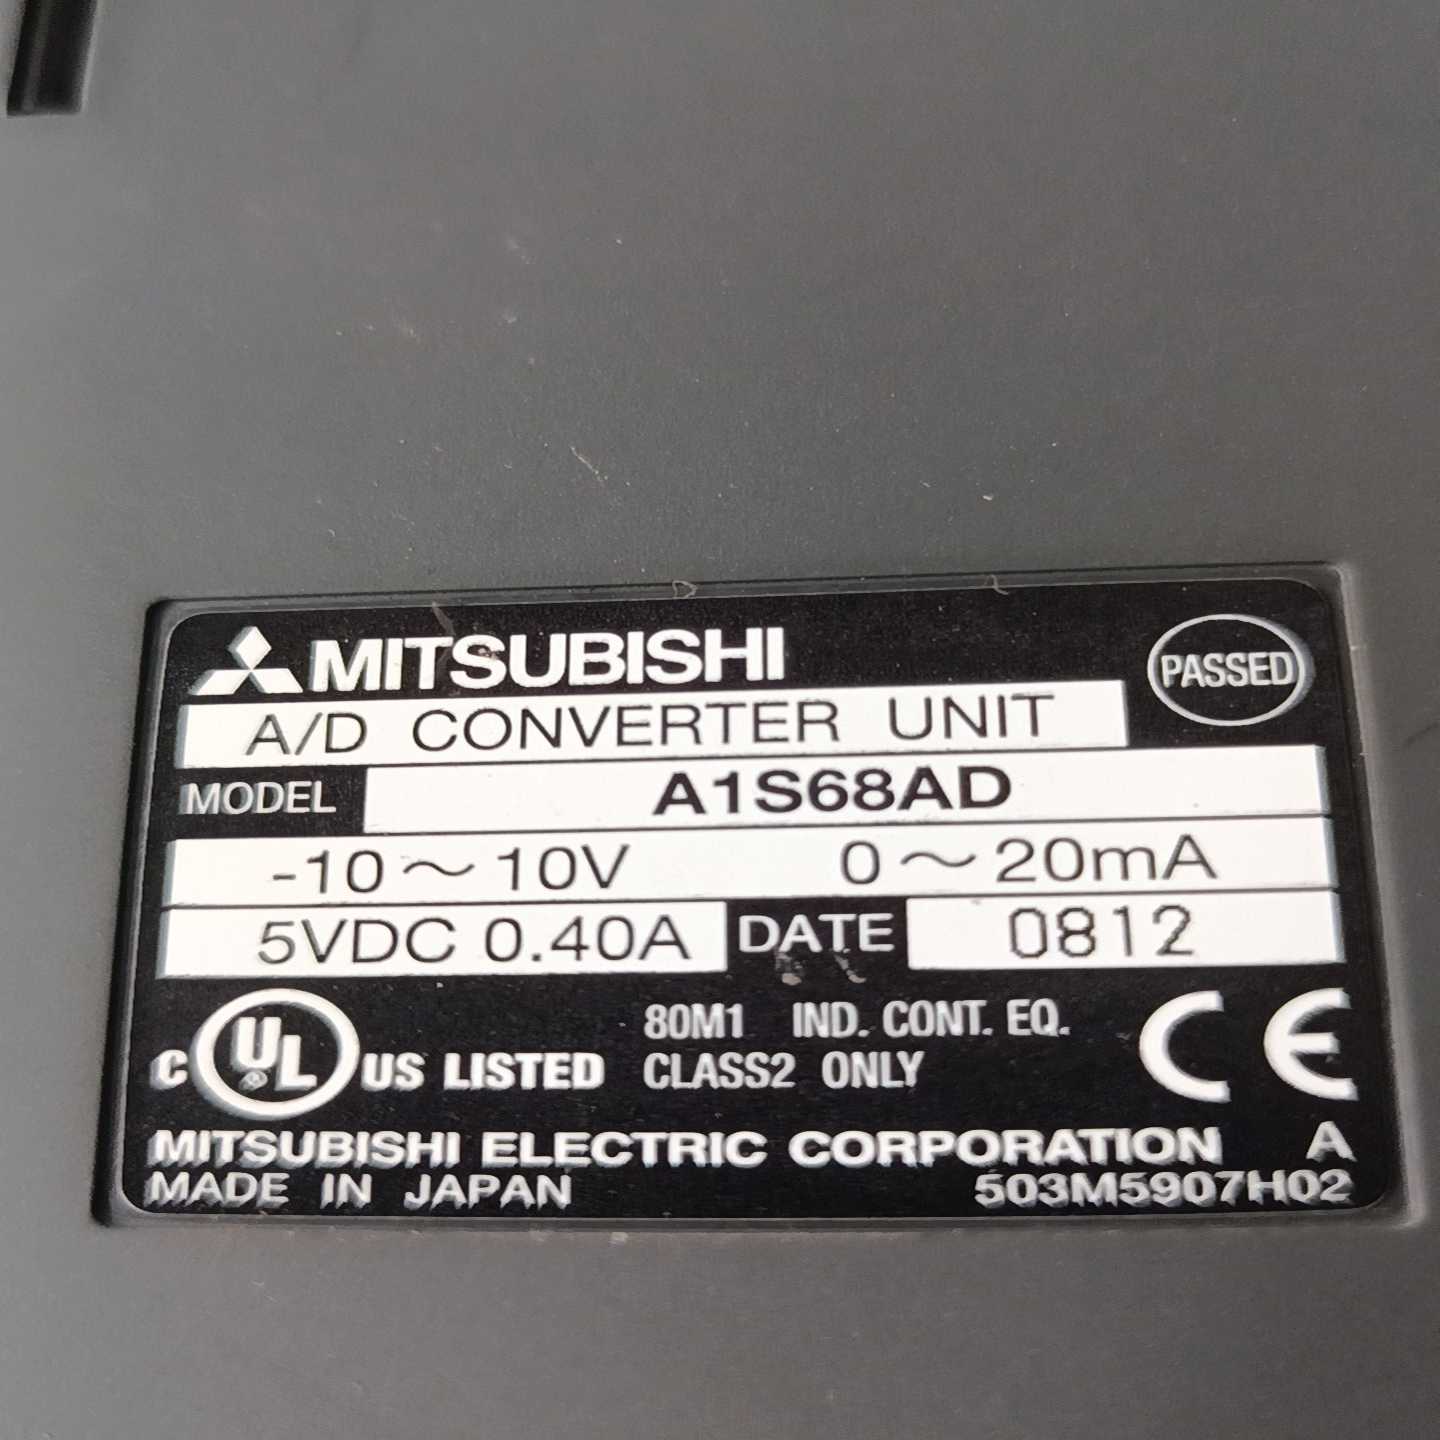 MITSUBISHI
PASSED
A/D CONVERTER UNIT
MODEL A1S68AD
-10～10V 0～20mA
5VDC 0.40A DATE 0812
C UL ® US LISTED 80M1 IND. CONT. EQ.
CLASS2 ONLY
CE
MITSUBISHI ELECTRIC CORPORATION A
MADE IN JAPAN 503M5907H02